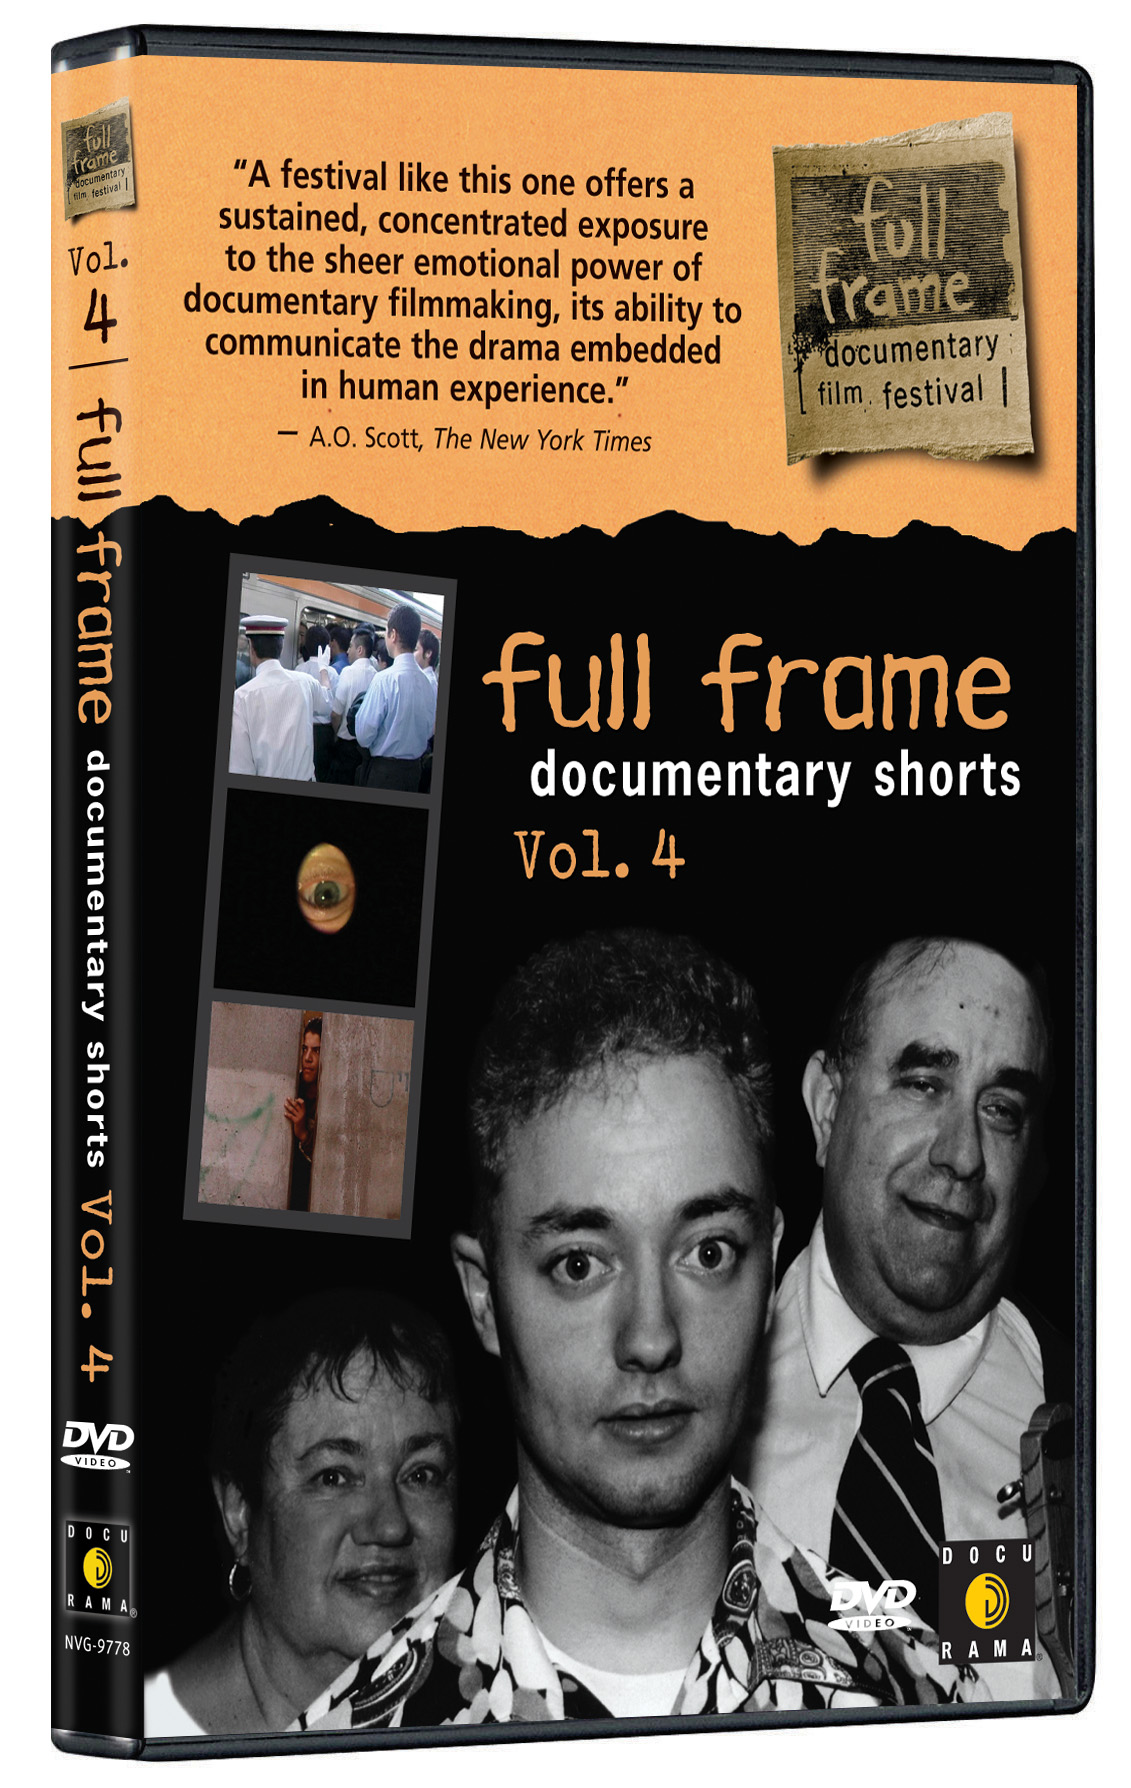 full
frame
documentary
[ film festival ]
Vol.
4
full frame documentary shorts Vol. 4
DVD
VIDEO
DOCU
RAMA®
NVG-9778
“A festival like this one offers a
sustained, concentrated exposure
to the sheer emotional power of
documentary filmmaking, its ability to
communicate the drama embedded
in human experience.”
— A.O. Scott, The New York Times
full
frame
documentary
[ film festival ]
full frame
documentary shorts
Vol. 4
DVD
VIDEO
DOCU
RAMA®